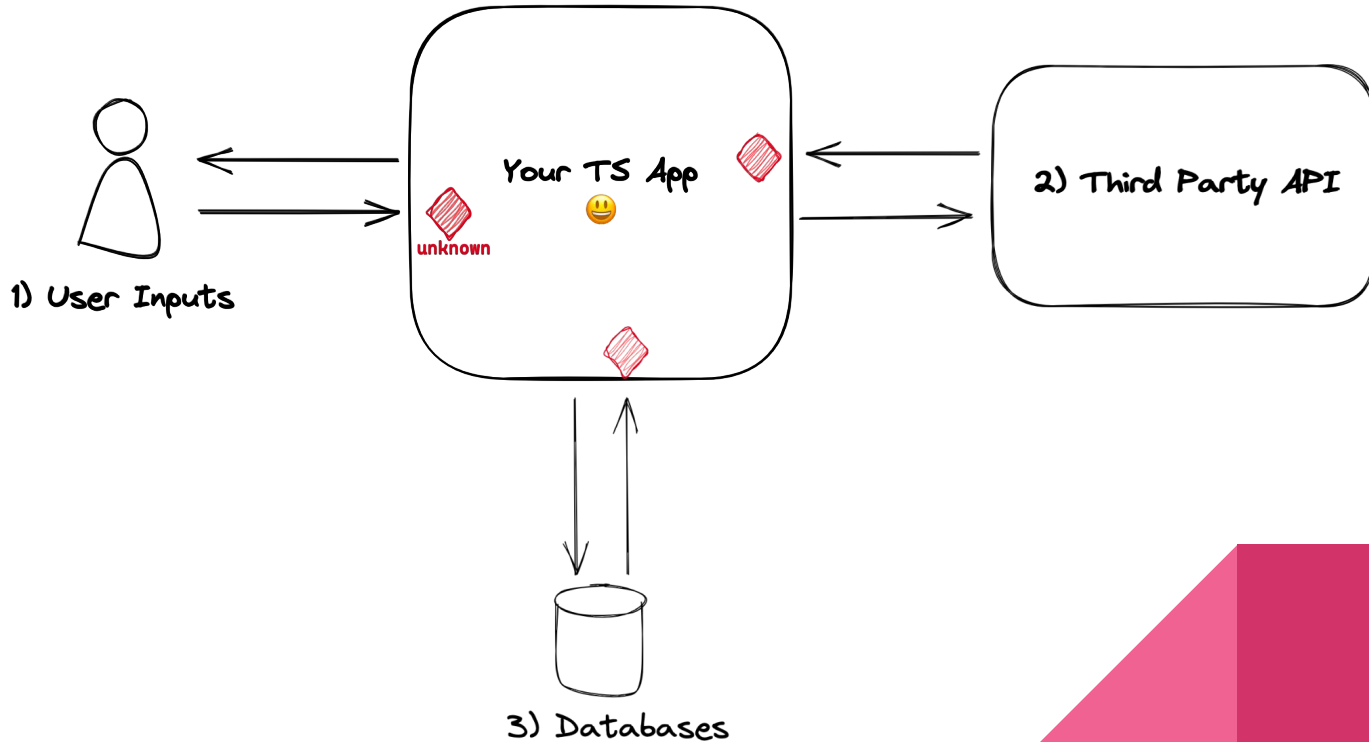 Your TS App
2) Third Party API
unknown
1) User Inputs
3) Databases